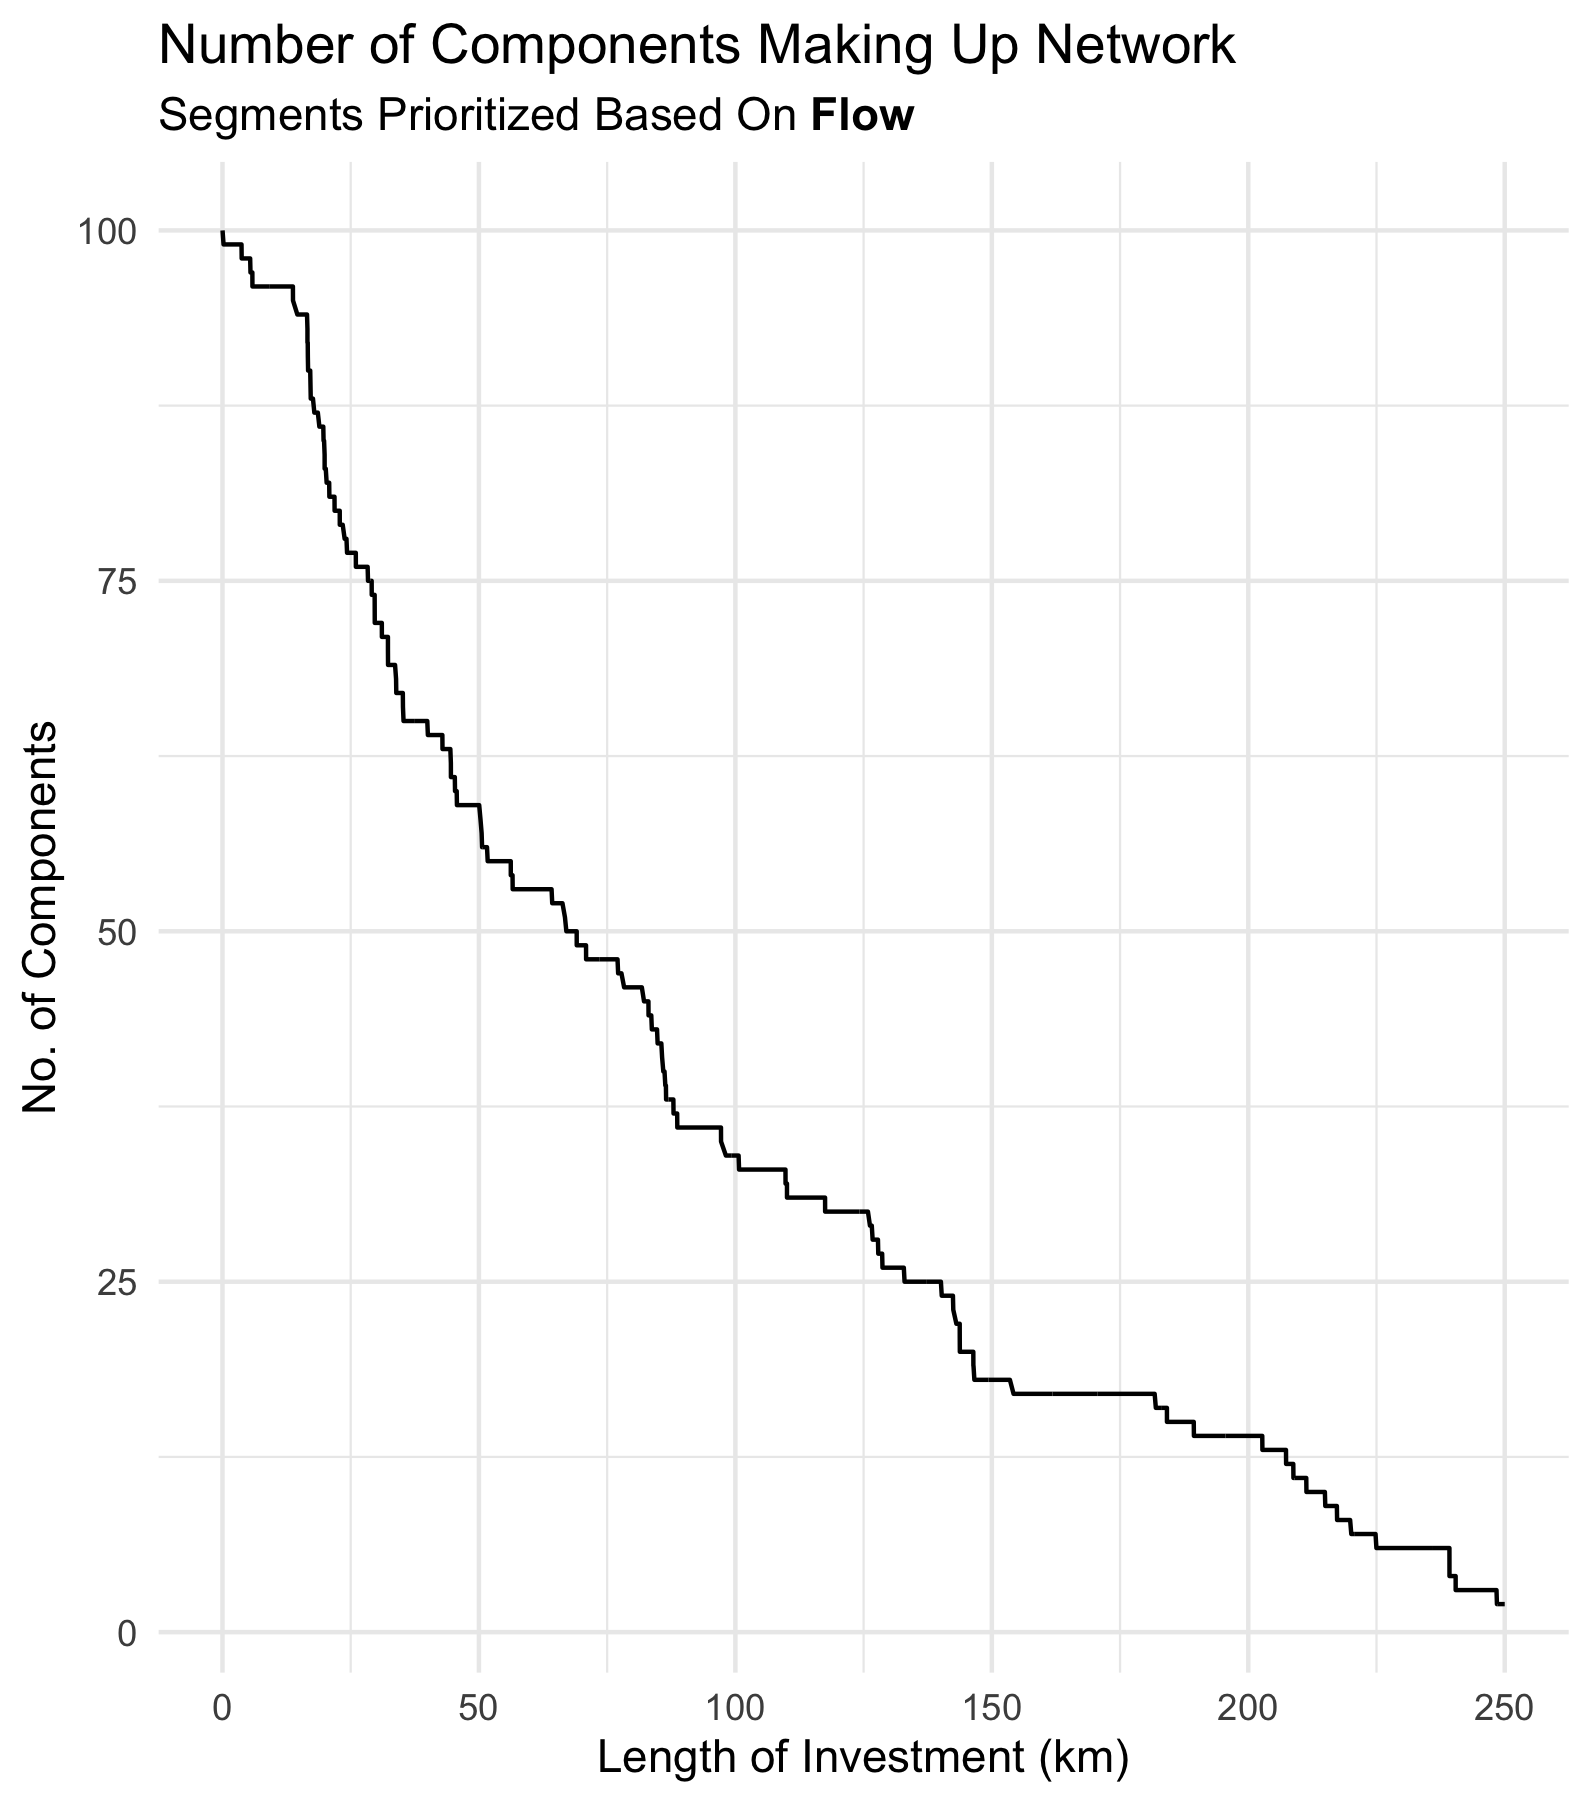 Number of Components Making Up Network
Segments Prioritized Based On Flow
100
75
50
25
0
No. of Components
0 50 100 150 200 250
Length of Investment (km)